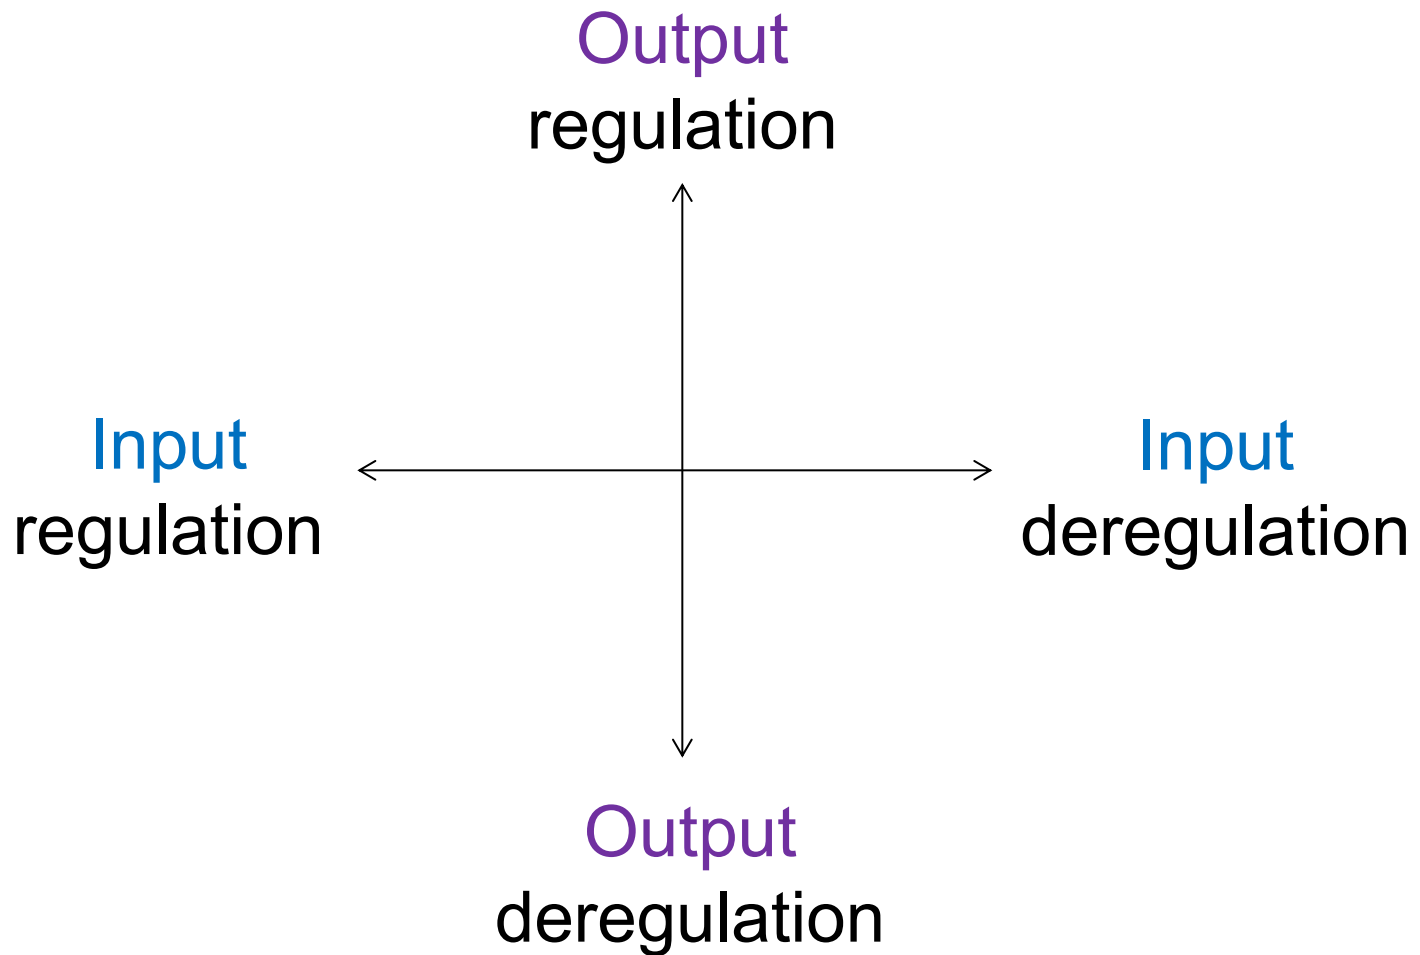 Output
regulation
Input
regulation
Input
deregulation
Output
deregulation